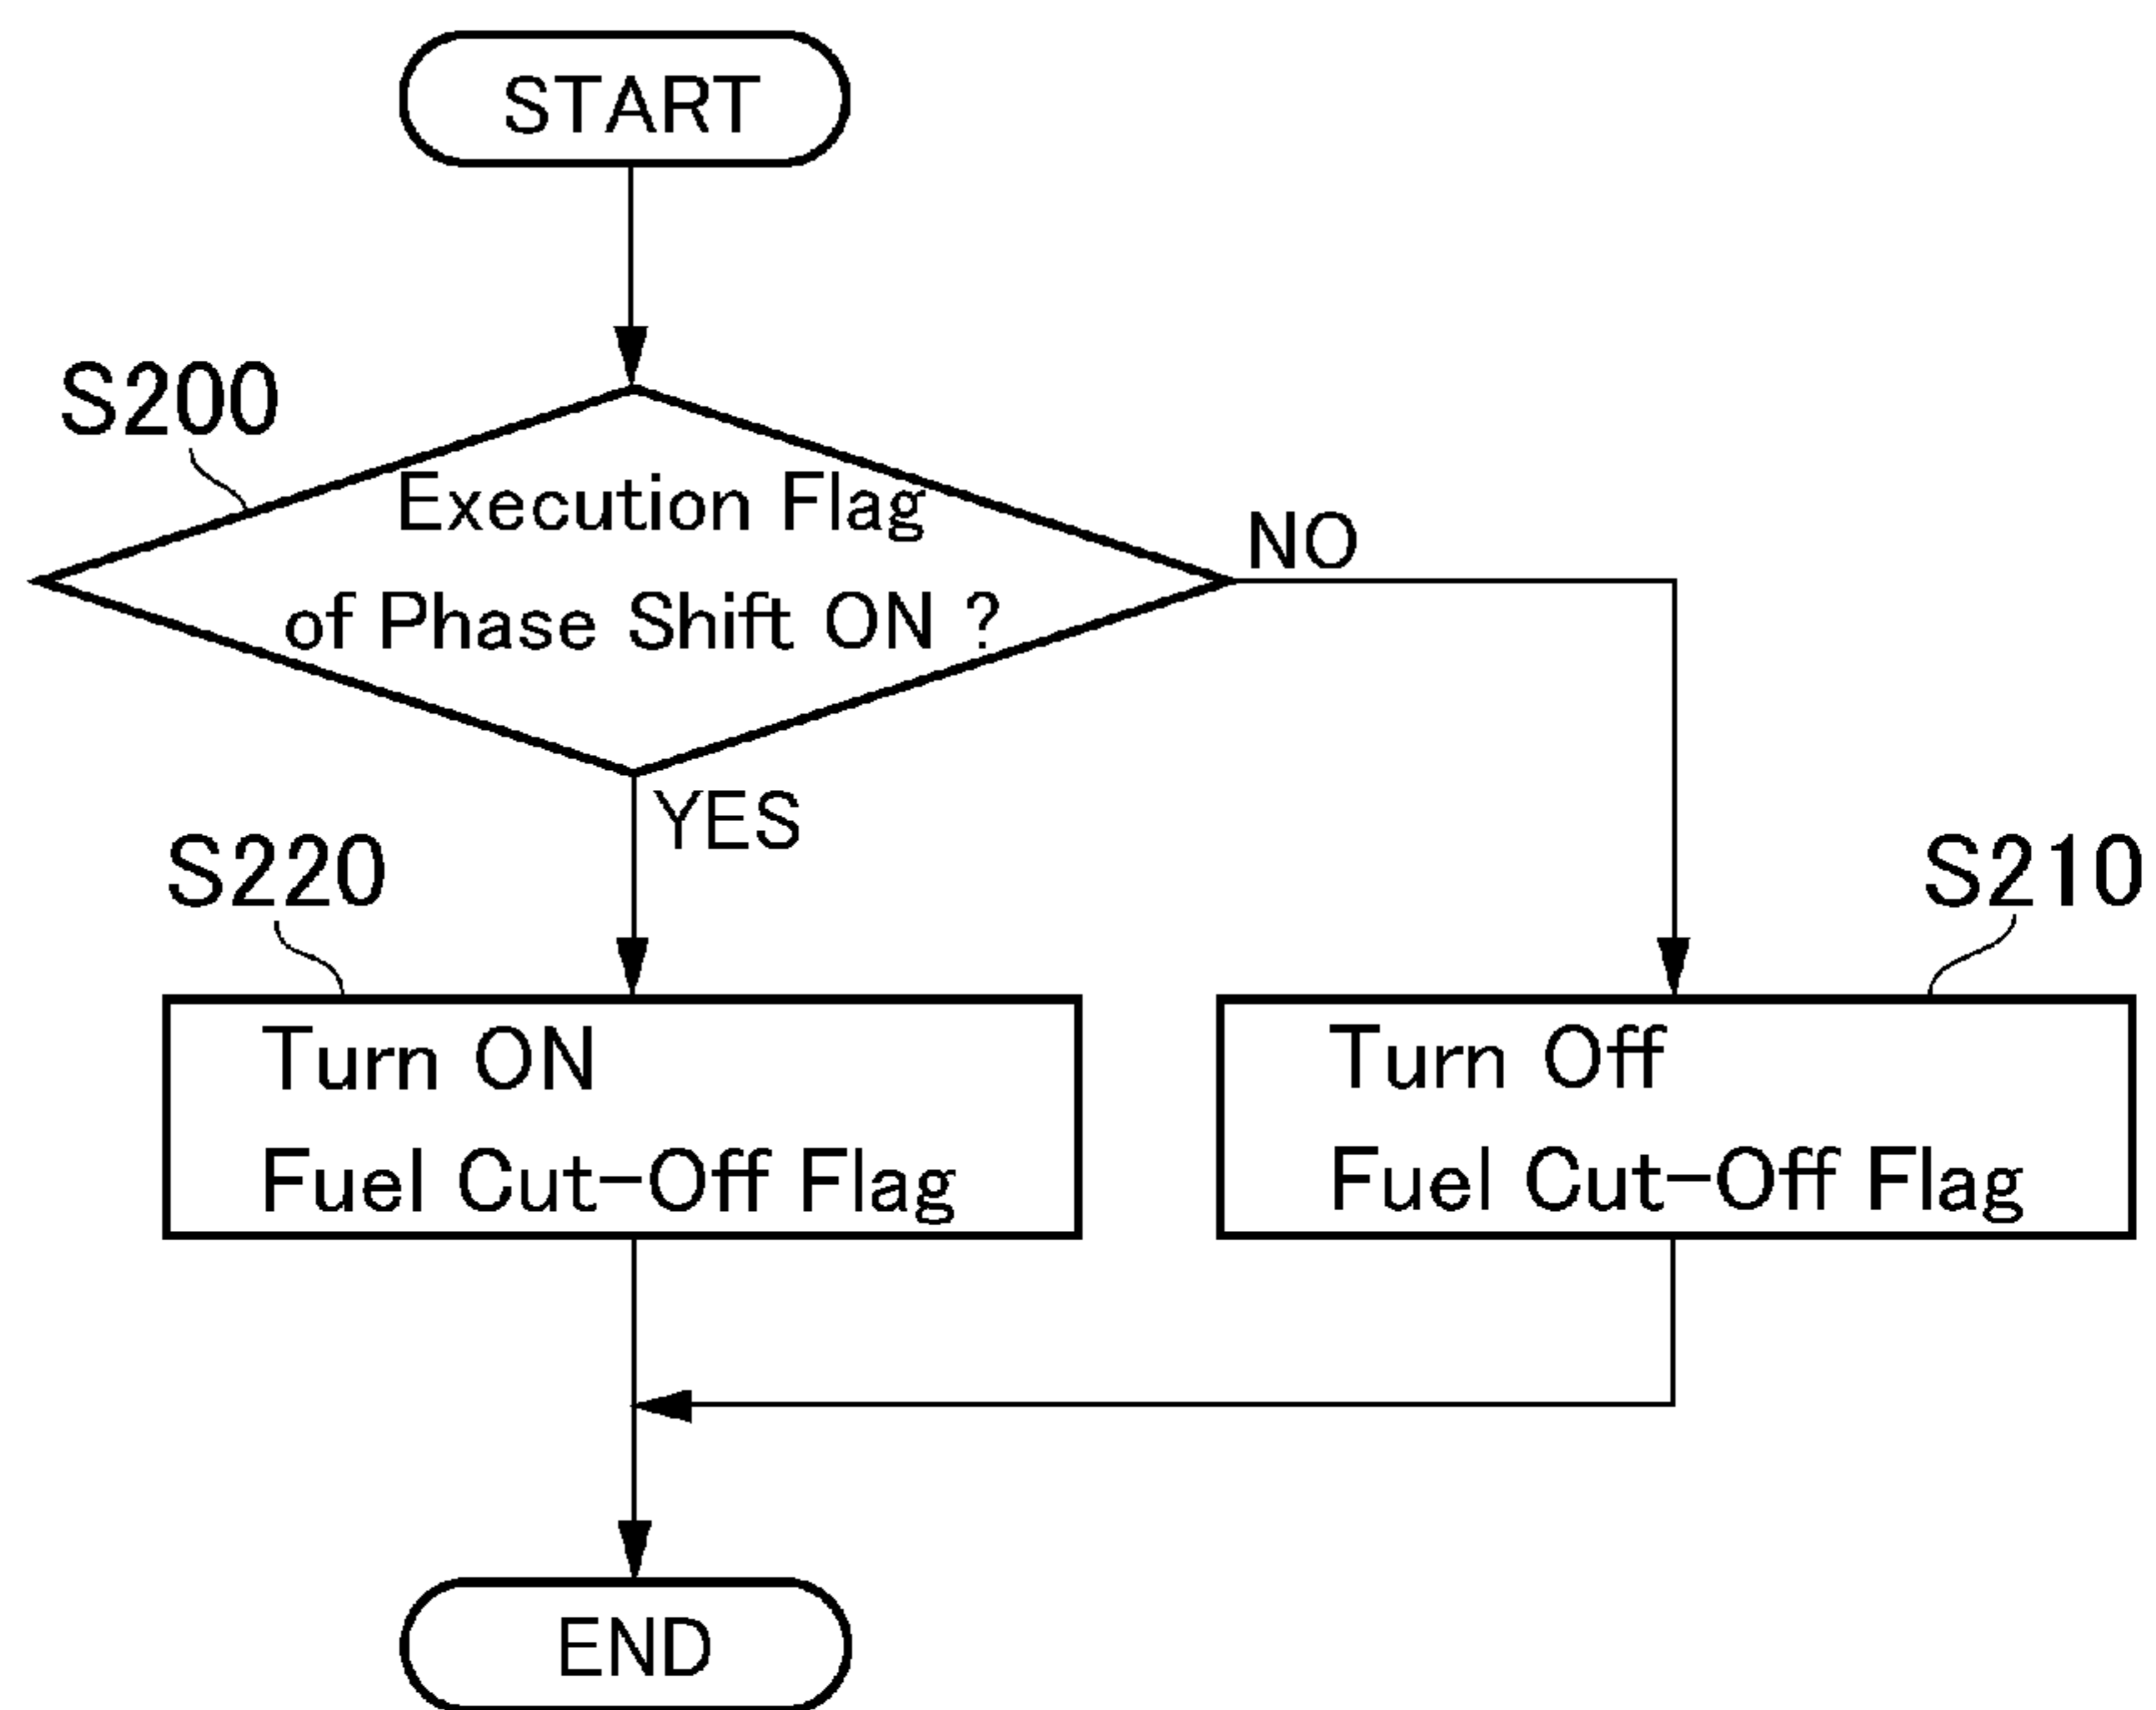 START
S200
Execution Flag
of Phase Shift ON ?
NO
YES
S220
S210
Turn ON
Fuel Cut-Off Flag
Turn Off
Fuel Cut-Off Flag
END